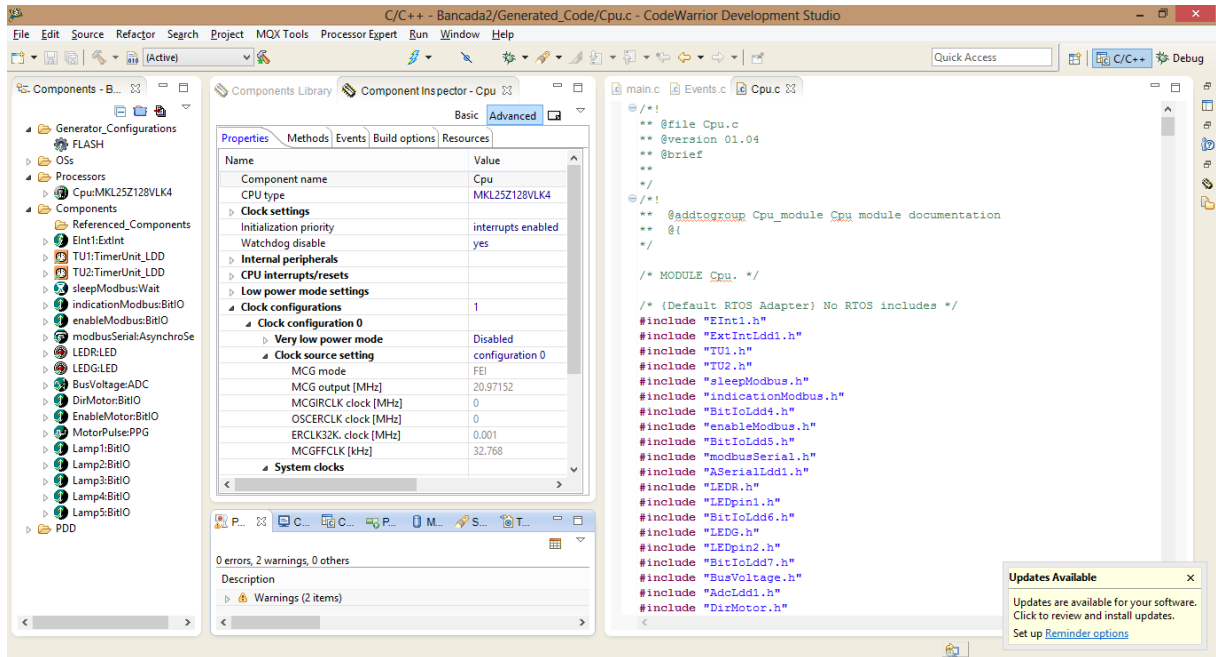 C/C++ - Bancada2/Generated_Code/Cpu.c - CodeWarrior Development Studio
File Edit Source Refactor Search Project MQX Tools Processor Expert Run Window Help
(Active)
Quick Access
C/C++
Debug
Components - B...
Generator_Configurations
FLASH
OSs
Processors
Cpu:MKL25Z128VLK4
Components
Referenced_Components
EInt1:ExtInt
TU1:TimerUnit_LDD
TU2:TimerUnit_LDD
sleepModbus:Wait
indicationModbus:BitIO
enableModbus:BitIO
modbusSerial:AsynchroSe
LEDR:LED
LEDG:LED
BusVoltage:ADC
DirMotor:BitIO
EnableMotor:BitIO
MotorPulse:PPG
Lamp1:BitIO
Lamp2:BitIO
Lamp3:BitIO
Lamp4:BitIO
Lamp5:BitIO
PDD
Components Library Component Inspector - Cpu
Basic Advanced
Properties Methods Events Build options Resources
Name Value
Component name Cpu
CPU type MKL25Z128VLK4
Clock settings
Initialization priority interrupts enabled
Watchdog disable yes
Internal peripherals
CPU interrupts/resets
Low power mode settings
Clock configurations 1
Clock configuration 0
Very low power mode Disabled
Clock source setting configuration 0
MCG mode FEI
MCG output [MHz] 20.97152
MCGIRCLK clock [MHz] 0
OSCERCLK clock [MHz] 0
ERCLK32K. clock [MHz] 0.001
MCGFFCLK [kHz] 32.768
System clocks
P... C... C... P... M... S... T...
0 errors, 2 warnings, 0 others
Description
Warnings (2 items)
main.c Events.c Cpu.c
/*!
** @file Cpu.c
** @version 01.04
** @brief
**
*/
/*!
** @addtogroup Cpu_module Cpu module documentation
** @{
*/
/* MODULE Cpu. */
/* {Default RTOS Adapter} No RTOS includes */
#include "EInt1.h"
#include "ExtIntLdd1.h"
#include "TU1.h"
#include "TU2.h"
#include "sleepModbus.h"
#include "indicationModbus.h"
#include "BitIoLdd4.h"
#include "enableModbus.h"
#include "BitIoLdd5.h"
#include "modbusSerial.h"
#include "ASerialLdd1.h"
#include "LEDR.h"
#include "LEDpin1.h"
#include "BitIoLdd6.h"
#include "LEDG.h"
#include "LEDpin2.h"
#include "BitIoLdd7.h"
#include "BusVoltage.h"
#include "AdcLdd1.h"
#include "DirMotor.h"
Updates Available
Updates are available for your software.
Click to review and install updates.
Set up Reminder options